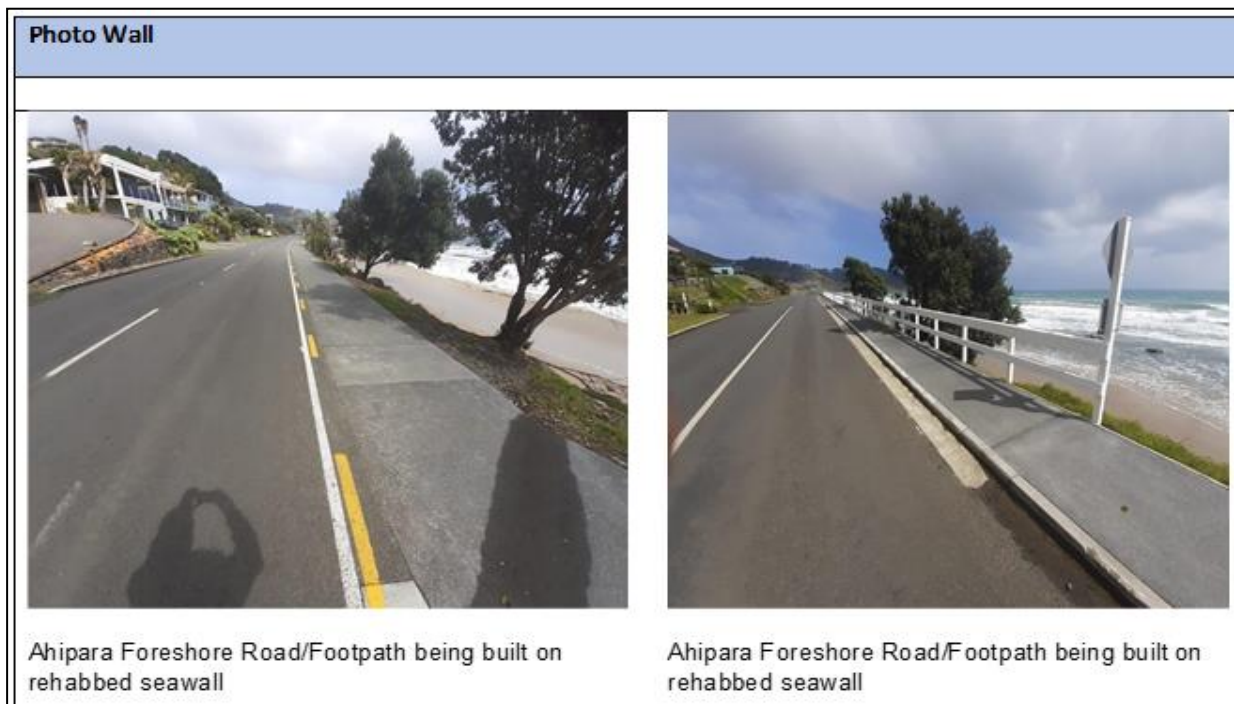 Photo Wall
Ahipara Foreshore Road/Footpath being built on
rehabbed seawall
Ahipara Foreshore Road/Footpath being built on
rehabbed seawall